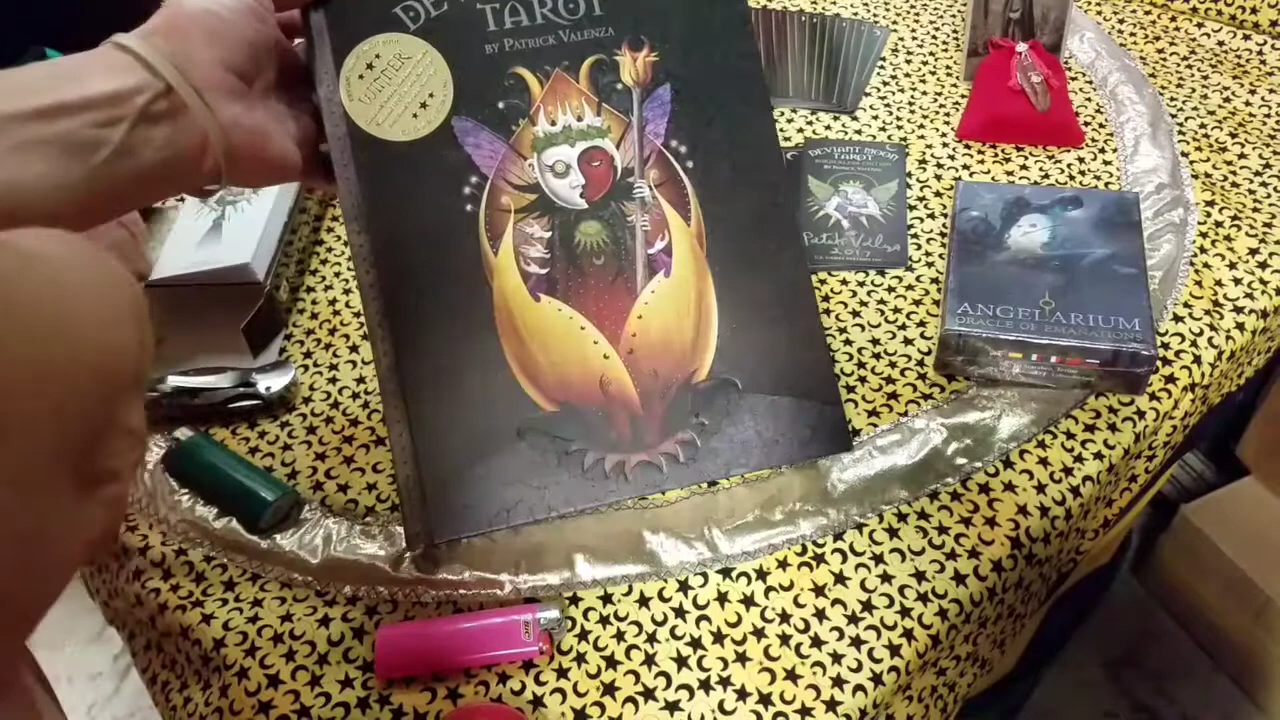 DE
TAROT
BY PATRICK VALENZA
WINNER
DEVIANT MOON
TAROT
BORDERLESS EDITION
BY PATRICK VALENZA
Patrick Valenza
2017
ANGELARIUM
ORACLE OF EMANATIONS
BIC